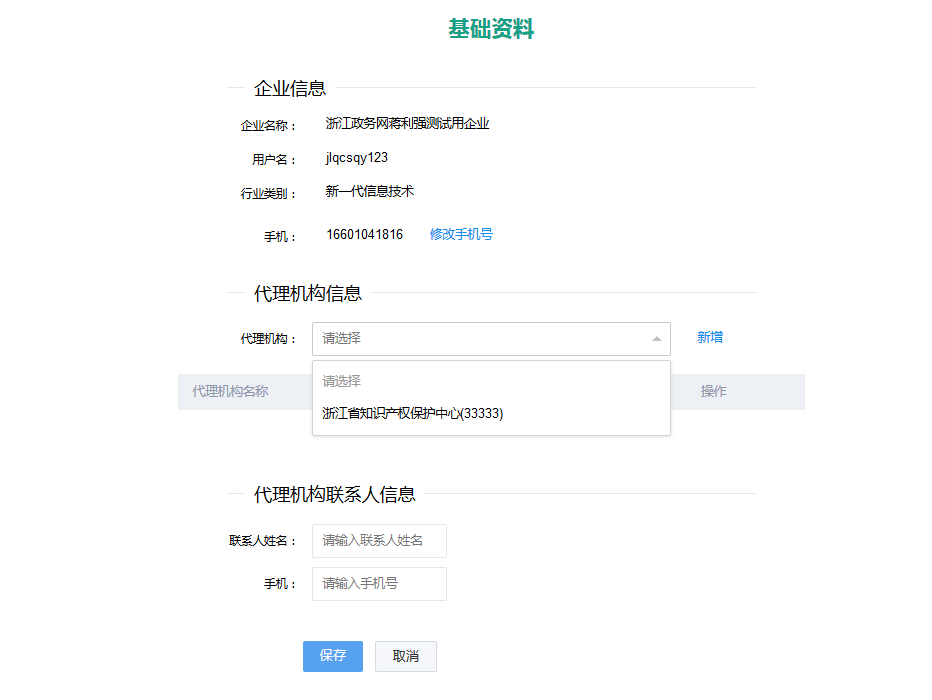 基础资料
企业信息
企业名称： 浙江政务网蒋利强测试用企业
用户名： jlqcsqy123
行业类别： 新一代信息技术
手机： 16601041816 修改手机号
代理机构信息
代理机构： 请选择 新增
代理机构名称 操作
请选择
浙江省知识产权保护中心(33333)
代理机构联系人信息
联系人姓名： 请输入联系人姓名
手机： 请输入手机号
保存 取消